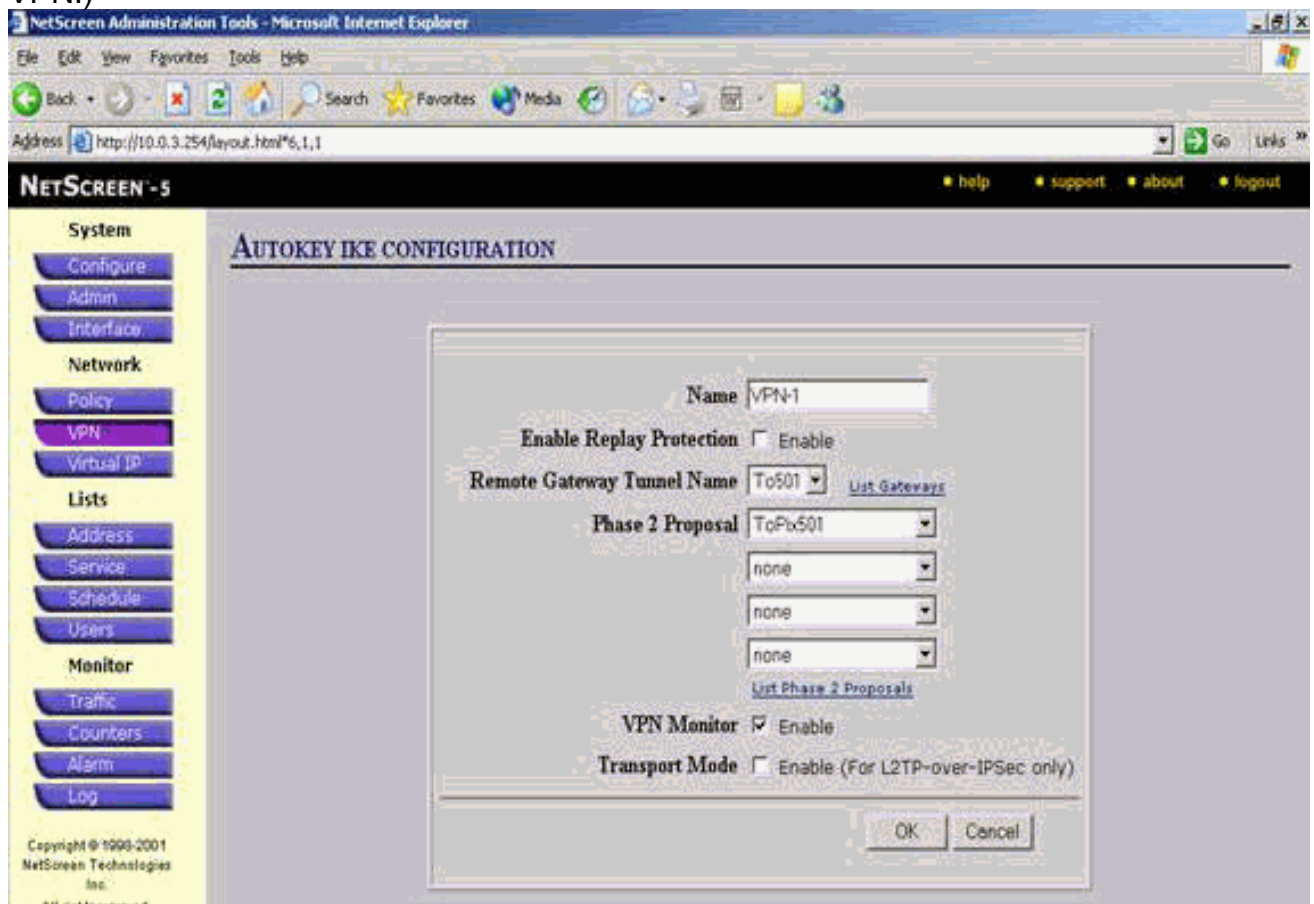 VPN.)
NetScreen Administration Tools - Microsoft Internet Explorer
File Edit View Favorites Tools Help
Back Search Favorites Media
Address http://10.0.3.254/layout.html*6,1,1 Go Links »
NETSCREEN-5 help support about logout
System
Configure
Admin
Interface
Network
Policy
VPN
Virtual IP
Lists
Address
Service
Schedule
Users
Monitor
Traffic
Counters
Alarm
Log
Copyright © 1998-2001
NetScreen Technologies
Inc.
AUTOKEY IKE CONFIGURATION
Name VPN-1
Enable Replay Protection Enable
Remote Gateway Tunnel Name To501 List Gateways
Phase 2 Proposal ToPix501
none
none
none
List Phase 2 Proposals
VPN Monitor Enable
Transport Mode Enable (For L2TP-over-IPSec only)
OK Cancel